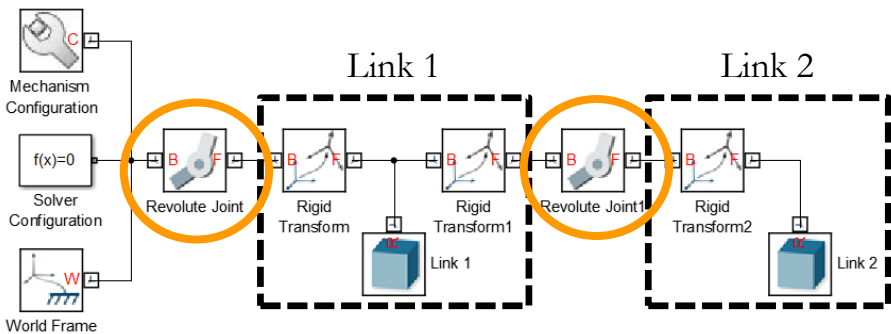 Link 1
Link 2
C
Mechanism
Configuration
f(x)=0
Solver
Configuration
W
World Frame
B F
Revolute Joint
B F
Rigid
Transform
B F
Rigid
Transform1
B F
Revolute Joint1
B F
Rigid
Transform2
R
Link 1
R
Link 2